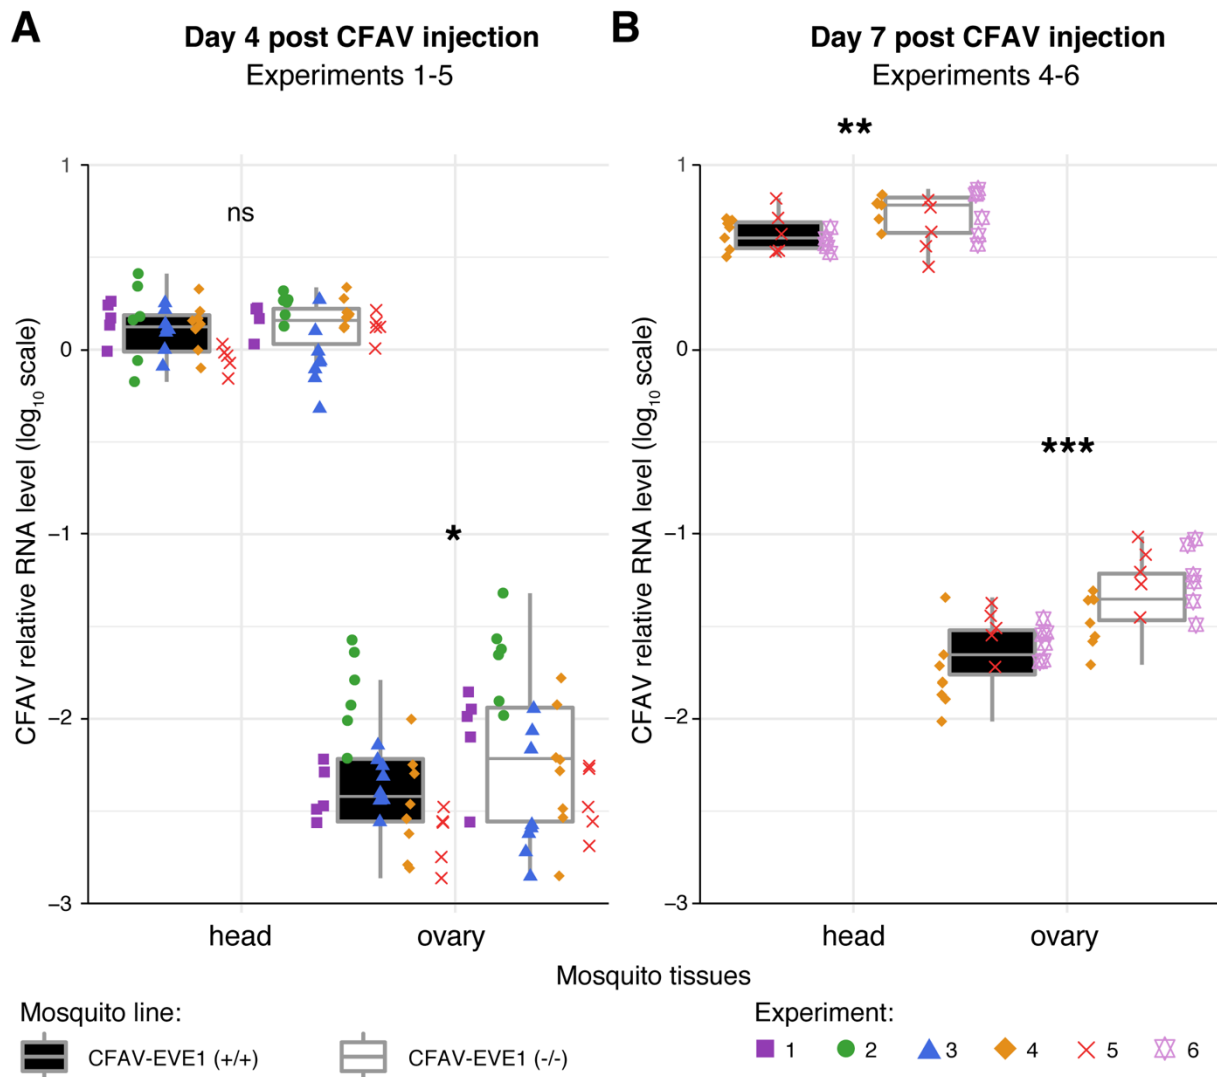 A
Day 4 post CFAV injection
Experiments 1-5
CFAV relative RNA level (log10 scale)
1
0
−1
−2
−3
ns
*
head
ovary
B
Day 7 post CFAV injection
Experiments 4-6
CFAV relative RNA level (log10 scale)
1
0
−1
−2
−3
**
***
head
ovary
Mosquito tissues
Mosquito line:
CFAV-EVE1 (+/+)
CFAV-EVE1 (-/-)
Experiment:
1
2
3
4
5
6